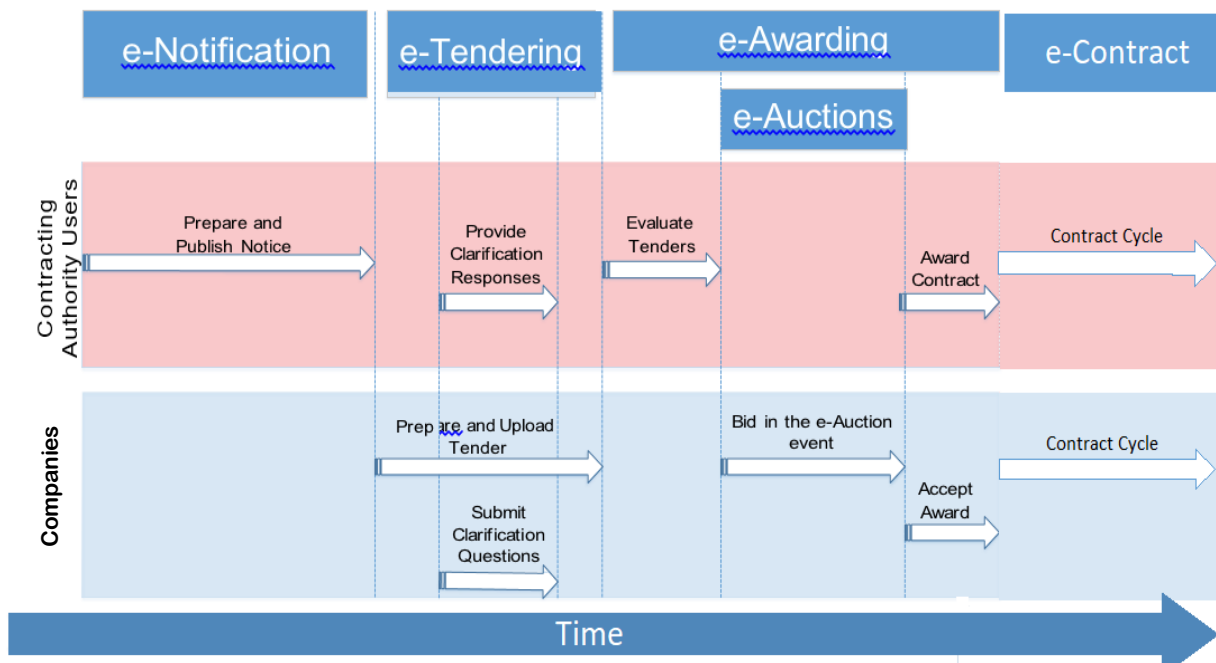 e-Notification
e-Tendering
e-Awarding
e-Contract
e-Auctions
Contracting
Authority Users
Prepare and
Publish Notice
Provide
Clarification
Responses
Evaluate
Tenders
Award
Contract
Contract Cycle
Companies
Prepare and Upload
Tender
Submit
Clarification
Questions
Bid in the e-Auction
event
Accept
Award
Contract Cycle
Time